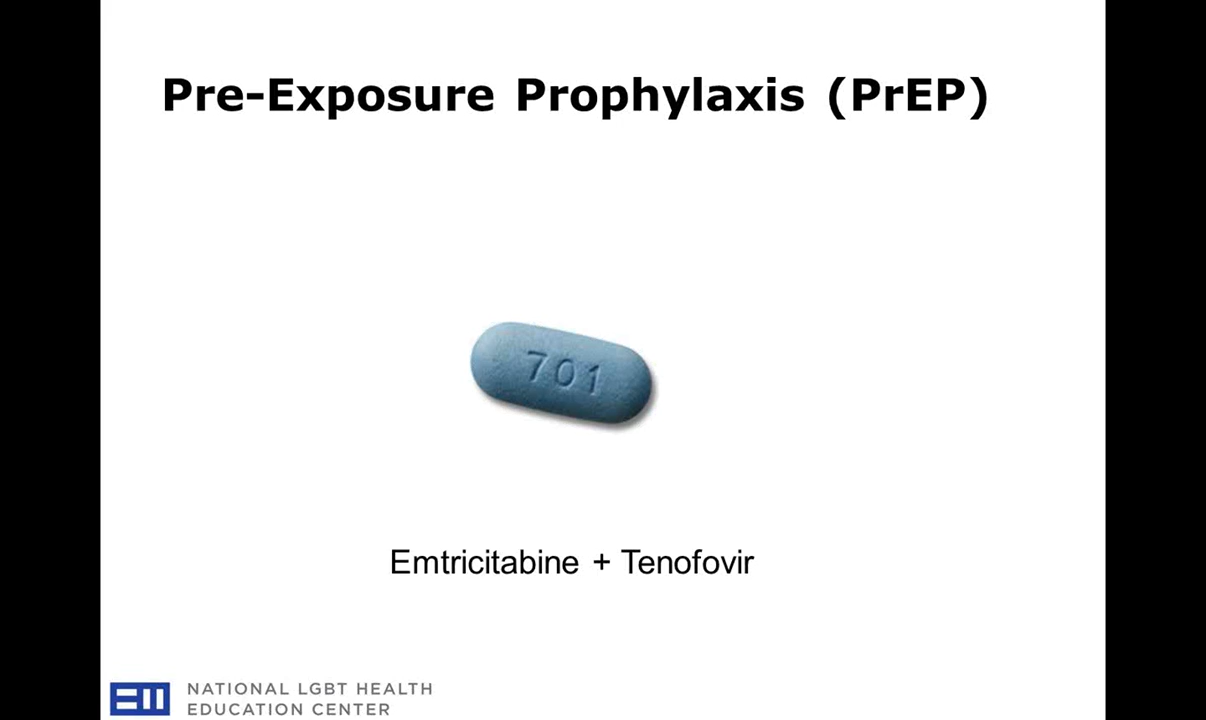 Pre-Exposure Prophylaxis (PrEP)
701
Emtricitabine + Tenofovir
NATIONAL LGBT HEALTH
EDUCATION CENTER